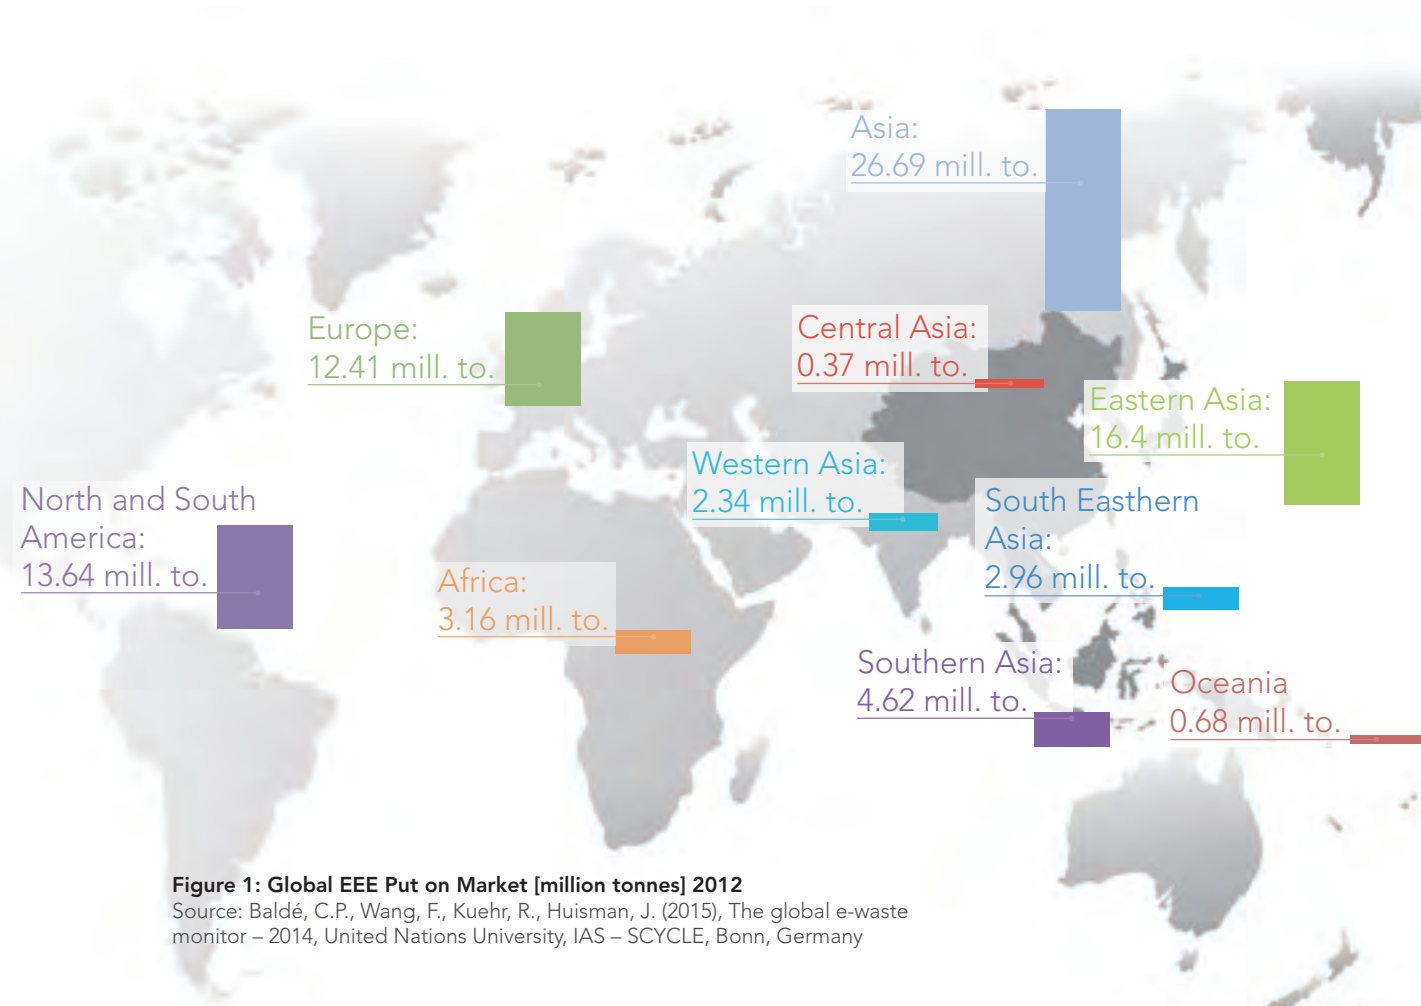 Asia:
26.69 mill. to.
Europe:
12.41 mill. to.
Central Asia:
0.37 mill. to.
Eastern Asia:
16.4 mill. to.
Western Asia:
2.34 mill. to.
North and South
America:
13.64 mill. to.
South Easthern
Asia:
2.96 mill. to.
Africa:
3.16 mill. to.
Southern Asia:
4.62 mill. to.
Oceania
0.68 mill. to.
Figure 1: Global EEE Put on Market [million tonnes] 2012
Source: Baldé, C.P., Wang, F., Kuehr, R., Huisman, J. (2015), The global e-waste
monitor – 2014, United Nations University, IAS – SCYCLE, Bonn, Germany